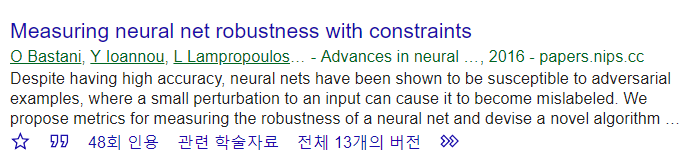 Measuring neural net robustness with constraints
O Bastani, Y Ioannou, L Lampropoulos… - Advances in neural …, 2016 - papers.nips.cc
Despite having high accuracy, neural nets have been shown to be susceptible to adversarial
examples, where a small perturbation to an input can cause it to become mislabeled. We
propose metrics for measuring the robustness of a neural net and devise a novel algorithm …
48회 인용 관련 학술자료 전체 13개의 버전